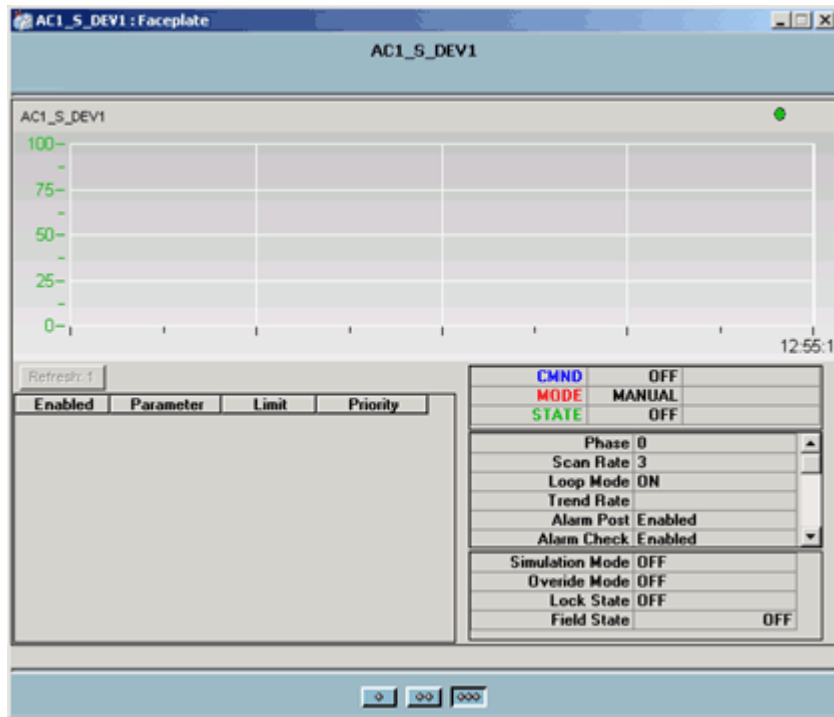 AC1_S_DEV1 : Faceplate
AC1_S_DEV1
AC1_S_DEV1
100
75
50
25
0
12:55:1
Refresh: 1
Enabled Parameter Limit Priority
CMND OFF
MODE MANUAL
STATE OFF
Phase 0
Scan Rate 3
Loop Mode ON
Trend Rate
Alarm Post Enabled
Alarm Check Enabled
Simulation Mode OFF
Overide Mode OFF
Lock State OFF
Field State OFF